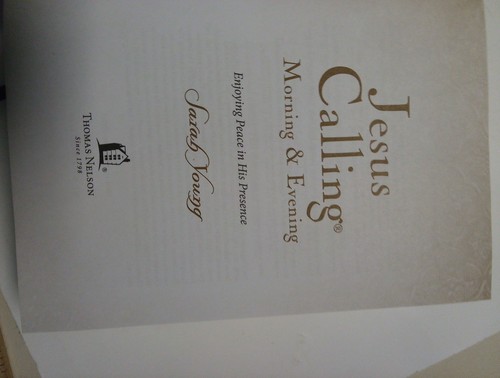 Jesus
Calling®
Morning & Evening
Enjoying Peace in His Presence
Sarah Young
®
THOMAS NELSON
Since 1798